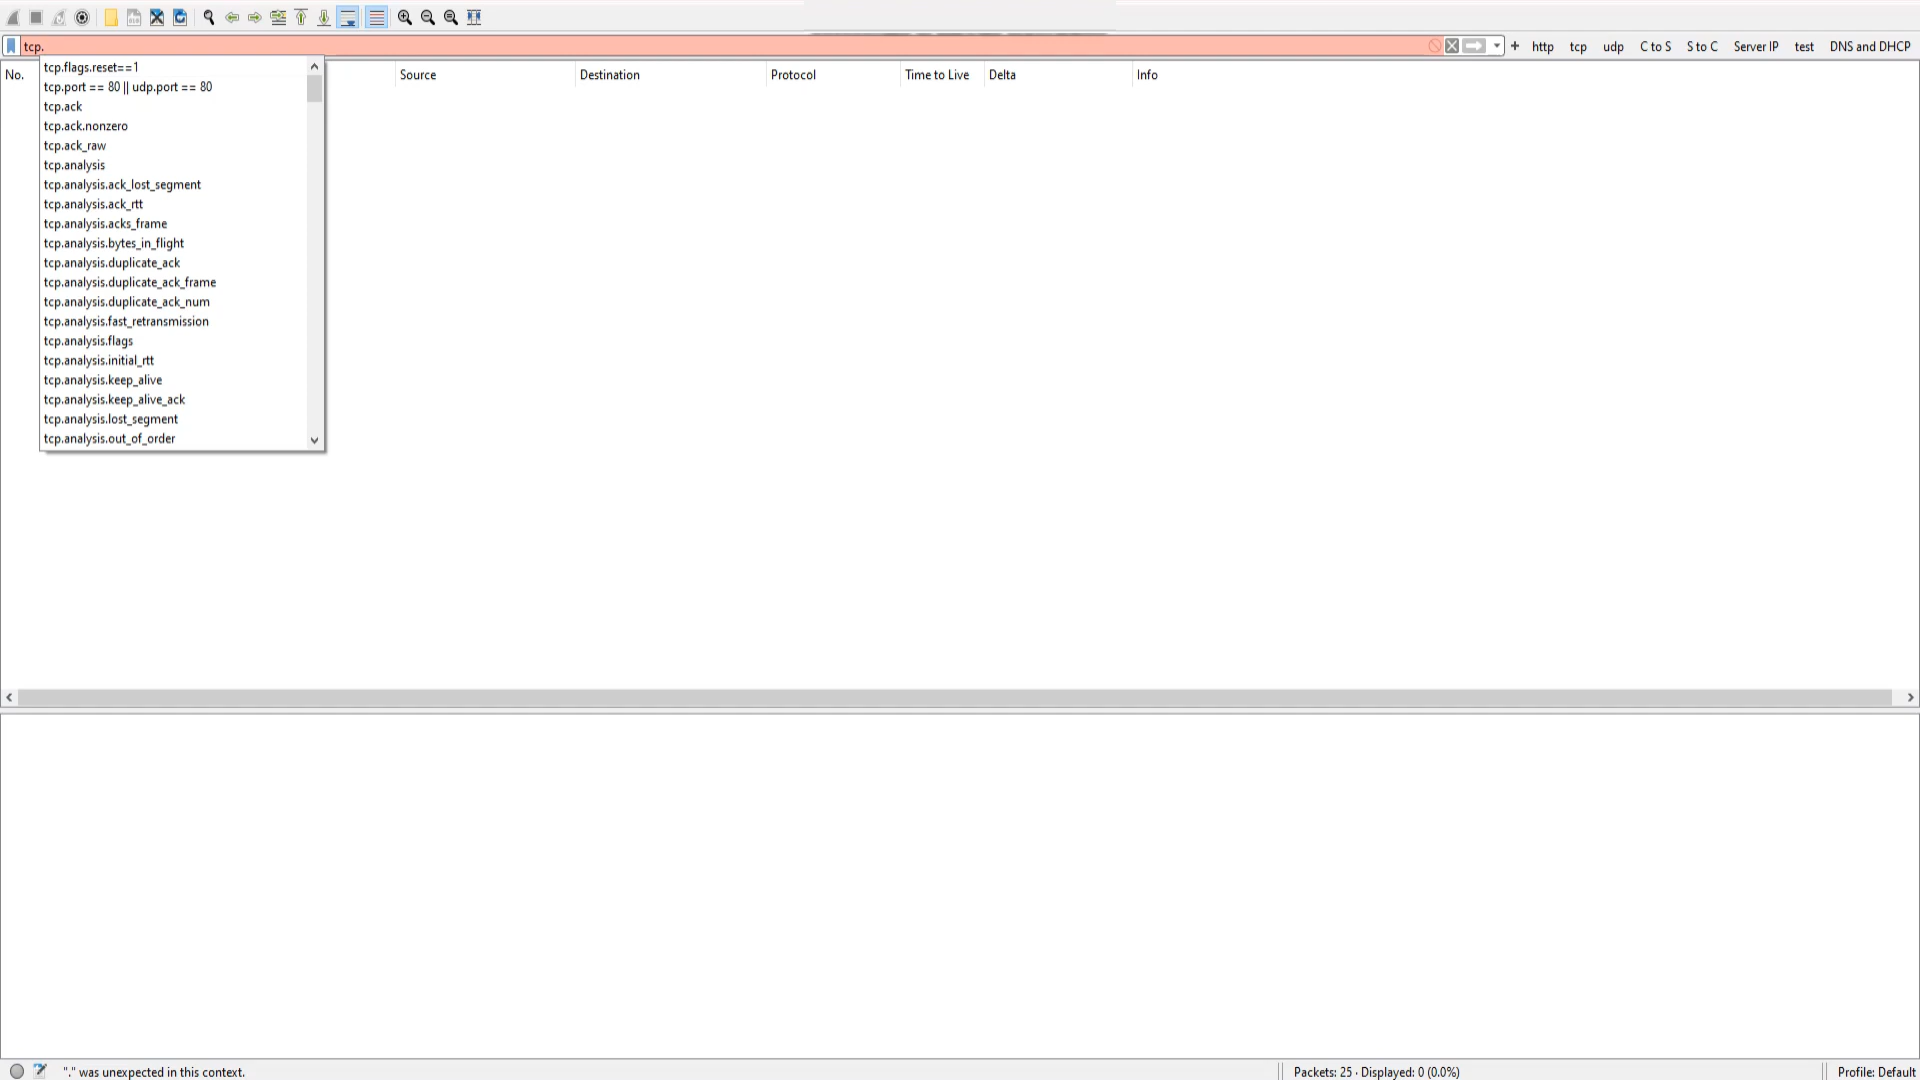 tcp. + http tcp udp C to S S to C Server IP test DNS and DHCP
No. Source Destination Protocol Time to Live Delta Info
tcp.flags.reset==1
tcp.port == 80 || udp.port == 80
tcp.ack
tcp.ack.nonzero
tcp.ack_raw
tcp.analysis
tcp.analysis.ack_lost_segment
tcp.analysis.ack_rtt
tcp.analysis.acks_frame
tcp.analysis.bytes_in_flight
tcp.analysis.duplicate_ack
tcp.analysis.duplicate_ack_frame
tcp.analysis.duplicate_ack_num
tcp.analysis.fast_retransmission
tcp.analysis.flags
tcp.analysis.initial_rtt
tcp.analysis.keep_alive
tcp.analysis.keep_alive_ack
tcp.analysis.lost_segment
tcp.analysis.out_of_order
"." was unexpected in this context. Packets: 25 · Displayed: 0 (0.0%) Profile: Default